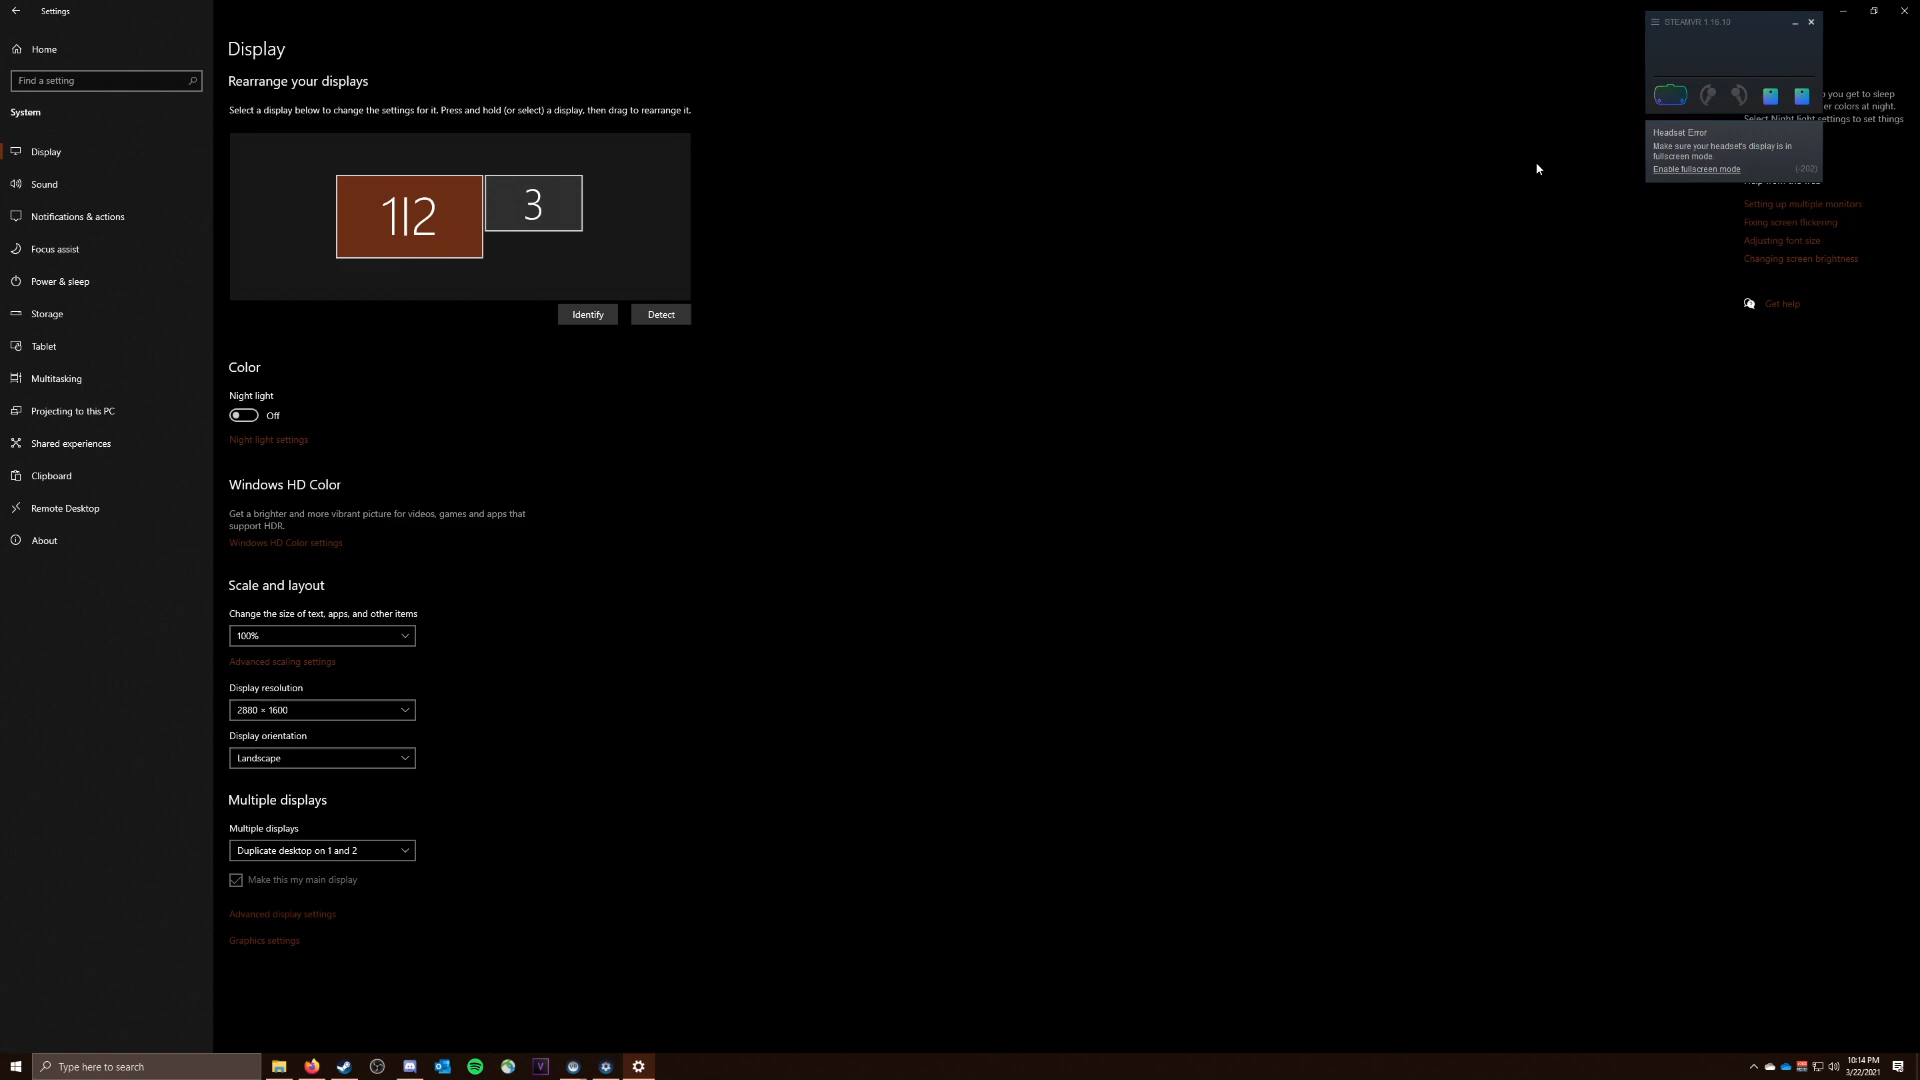 Settings
Home
Find a setting
System
Display
Sound
Notifications & actions
Focus assist
Power & sleep
Storage
Tablet
Multitasking
Projecting to this PC
Shared experiences
Clipboard
Remote Desktop
About
Display
Rearrange your displays
Select a display below to change the settings for it. Press and hold (or select) a display, then drag to rearrange it.
1|2
3
Identify
Detect
Color
Night light
Off
Night light settings
Windows HD Color
Get a brighter and more vibrant picture for videos, games and apps that
support HDR.
Windows HD Color settings
Scale and layout
Change the size of text, apps, and other items
100%
Advanced scaling settings
Display resolution
2880 × 1600
Display orientation
Landscape
Multiple displays
Multiple displays
Duplicate desktop on 1 and 2
Make this my main display
Advanced display settings
Graphics settings
STEAMVR 1.16.10
you get to sleep
er colors at night.
Select Night light settings to set things
Headset Error
Make sure your headset's display is in
fullscreen mode.
Enable fullscreen mode
(-202)
Setting up multiple monitors
Fixing screen flickering
Adjusting font size
Changing screen brightness
Get help
Type here to search
10:14 PM
3/22/2021